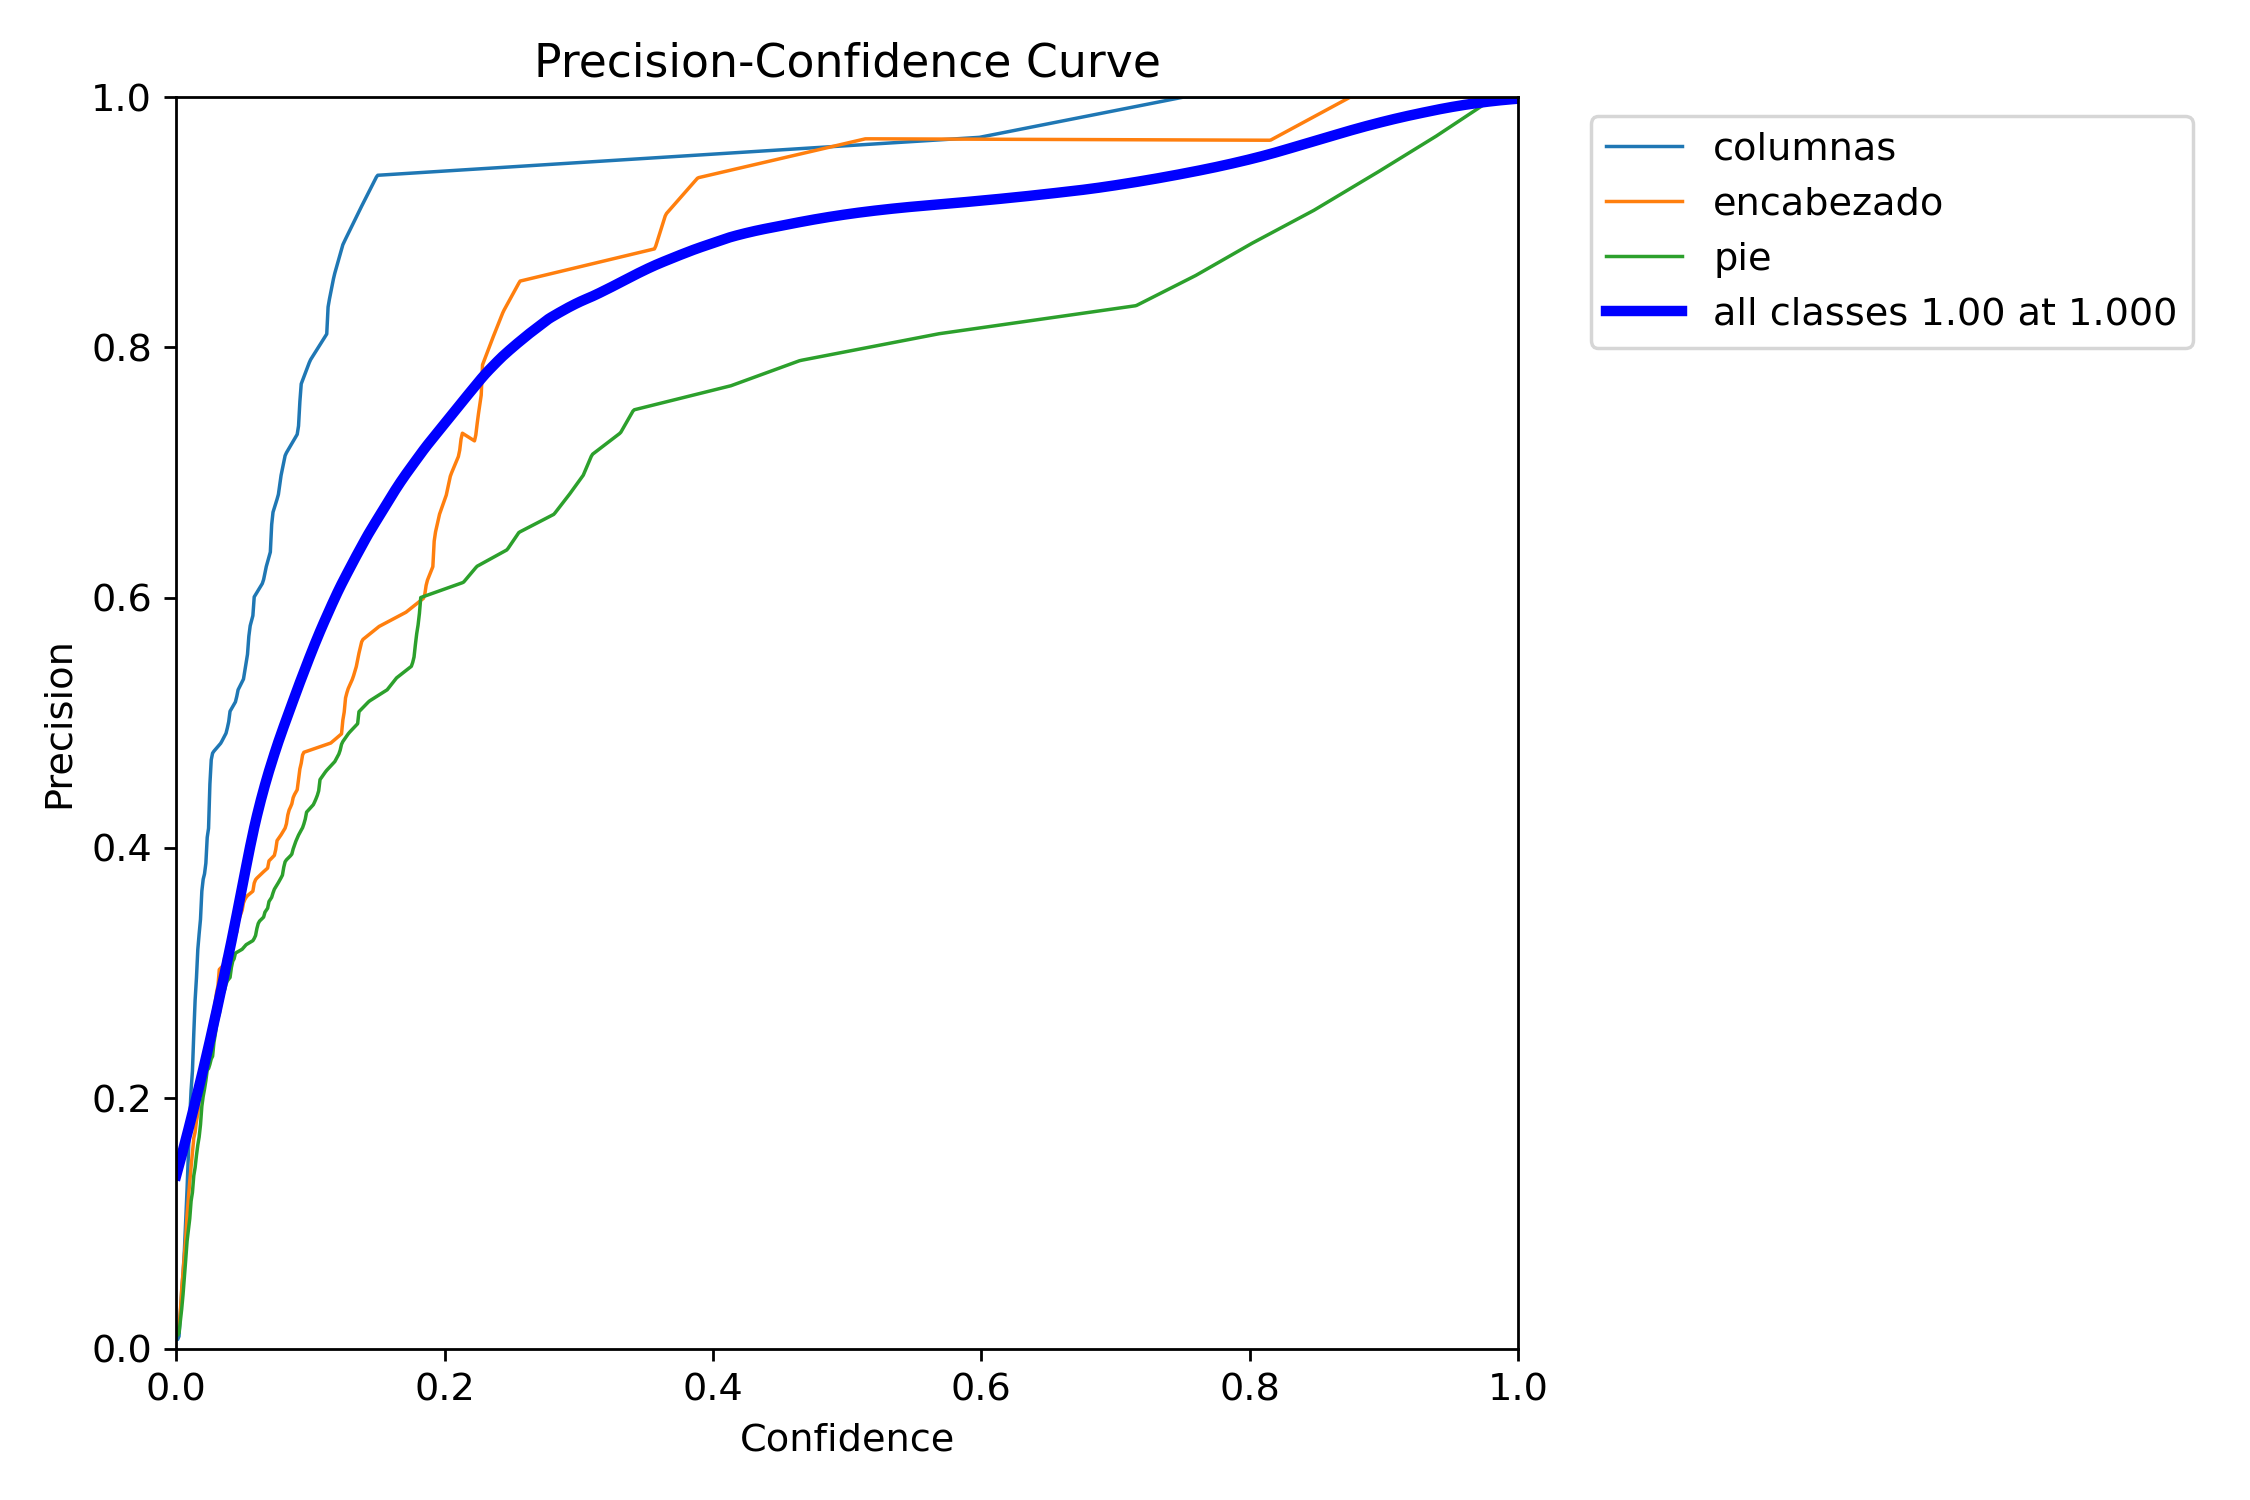 Precision-Confidence Curve
1.0
0.8
0.6
0.4
0.2
0.0
Precision
0.0 0.2 0.4 0.6 0.8 1.0
Confidence
columnas
encabezado
pie
all classes 1.00 at 1.000